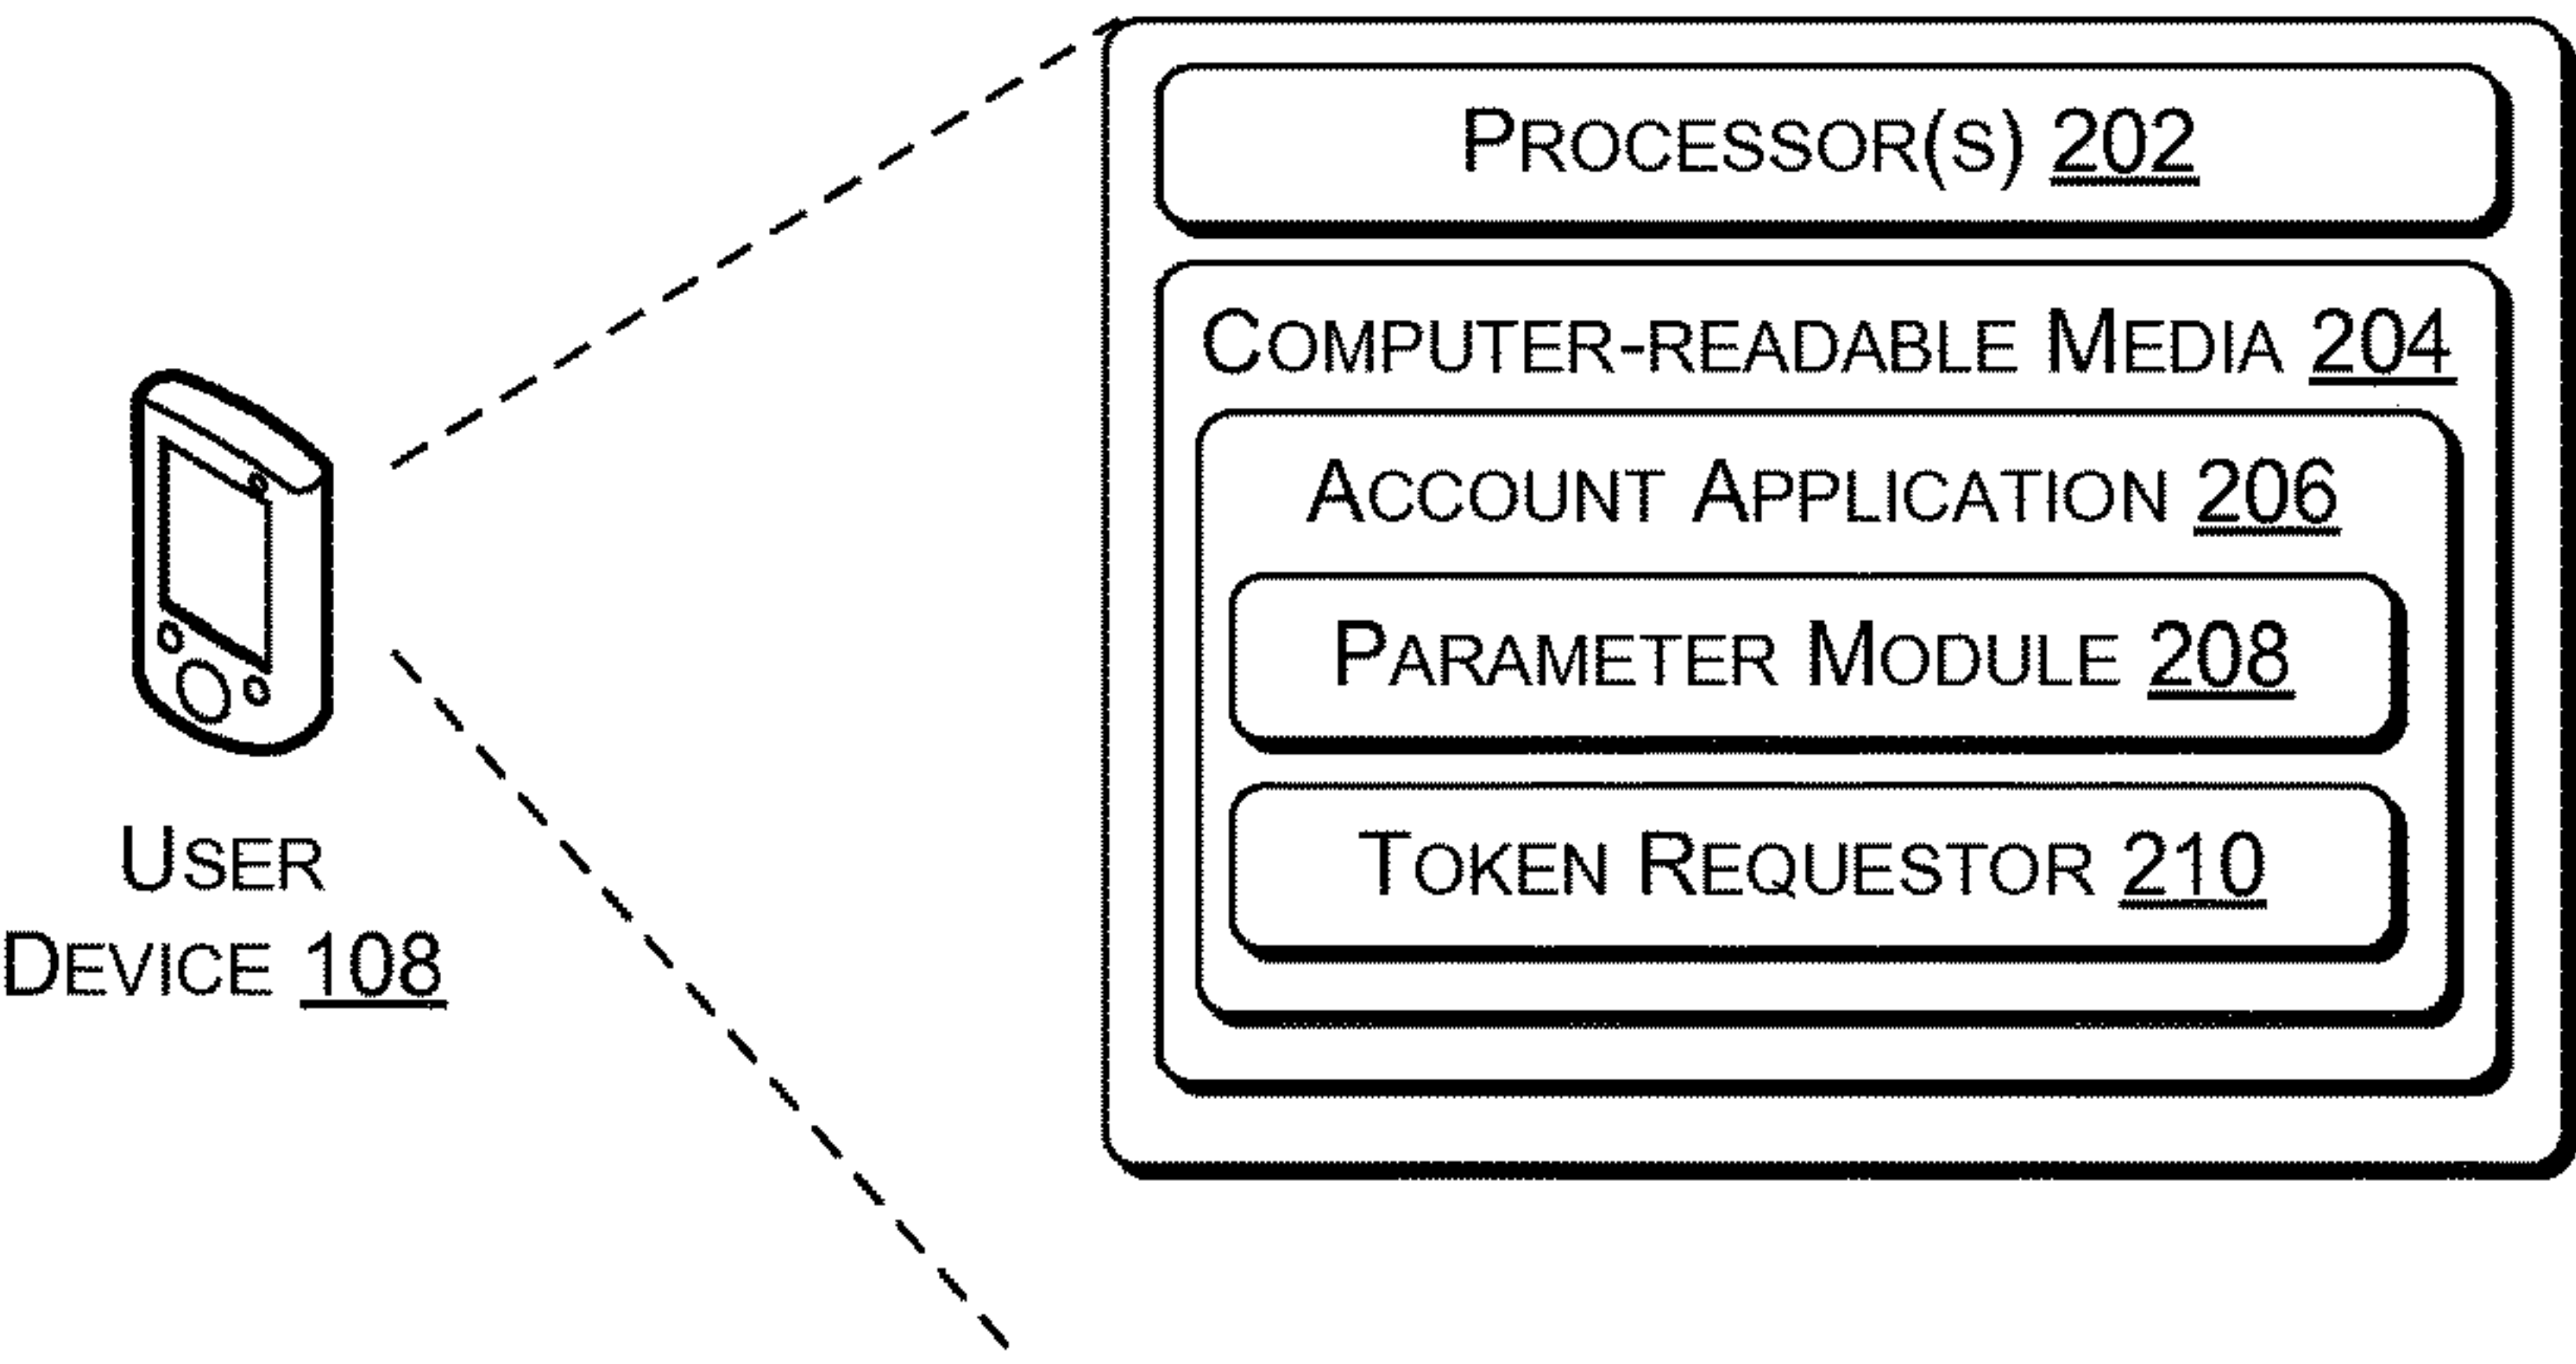 PROCESSOR(S) 202
COMPUTER-READABLE MEDIA 204
ACCOUNT APPLICATION 206
PARAMETER MODULE 208
TOKEN REQUESTOR 210
USER
DEVICE 108